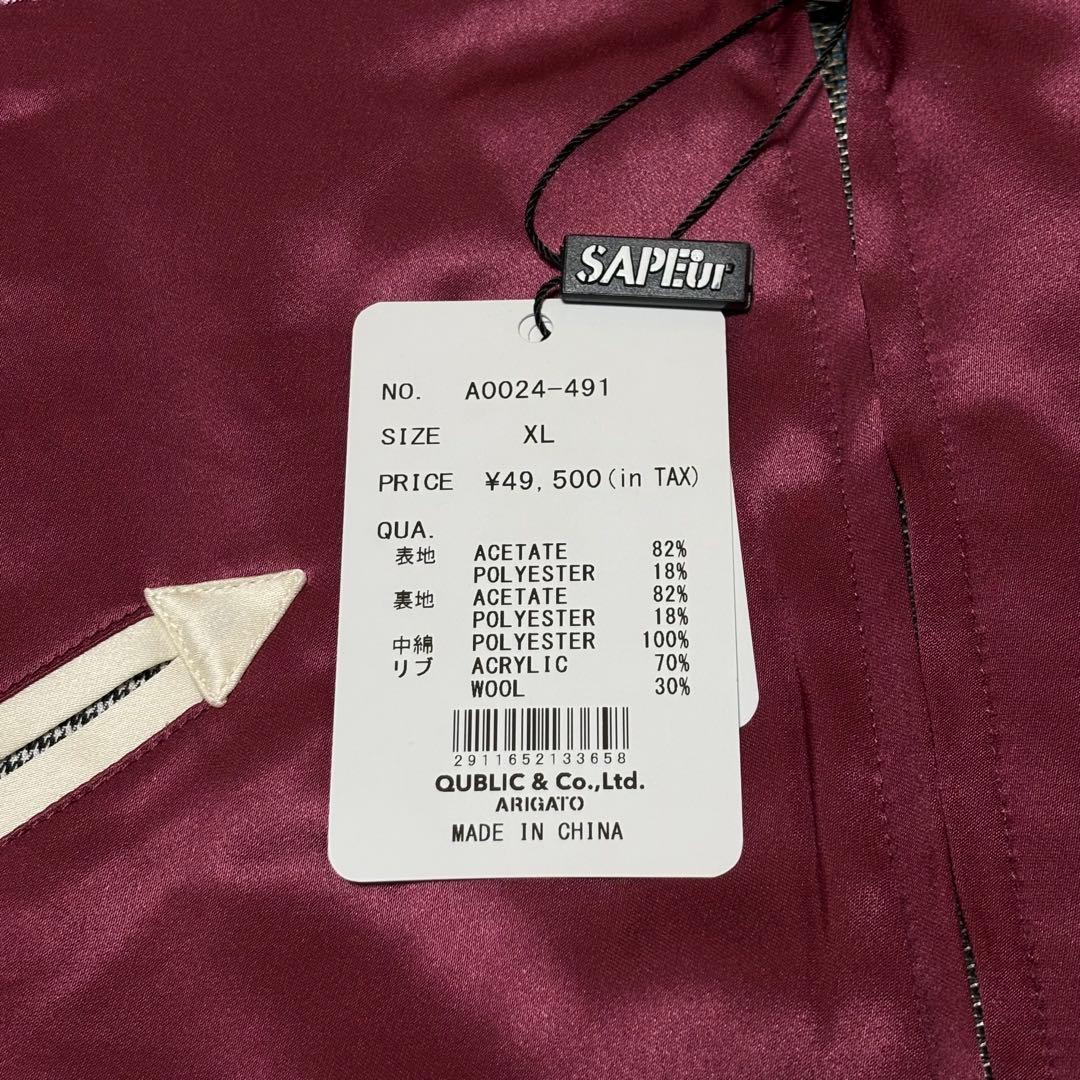 SAPEur
NO. A0024-491
SIZE XL
PRICE ¥49,500(in TAX)
QUA.
表地 ACETATE 82%
POLYESTER 18%
裏地 ACETATE 82%
POLYESTER 18%
中綿 POLYESTER 100%
リブ ACRYLIC 70%
WOOL 30%
2911652133658
QUBLIC & Co.,Ltd.
ARIGATO
MADE IN CHINA